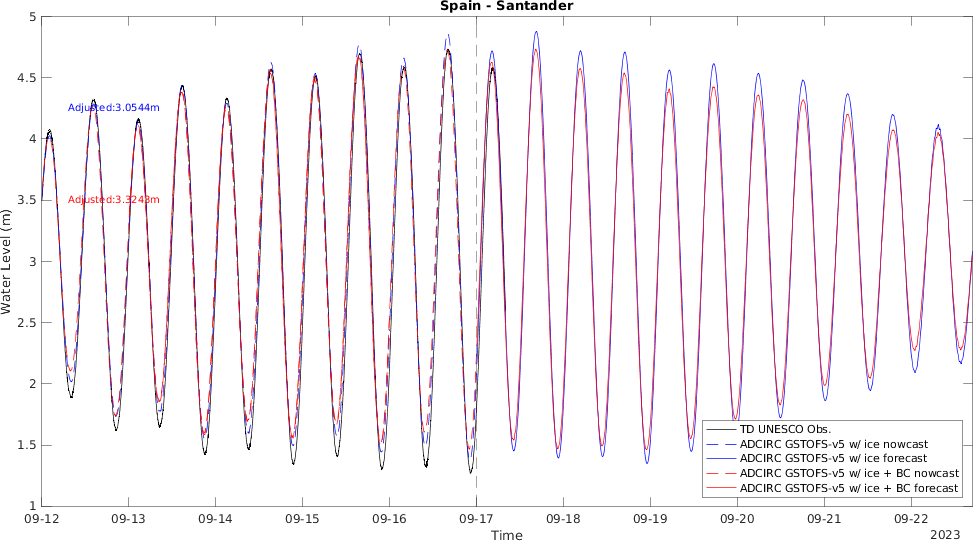 Spain - Santander
5
4.5
4
3.5
3
2.5
2
1.5
1
Water Level (m)
Adjusted:3.0544m
Adjusted:3.3243m
TD UNESCO Obs.
ADCIRC GSTOFS-v5 w/ ice nowcast
ADCIRC GSTOFS-v5 w/ ice forecast
ADCIRC GSTOFS-v5 w/ ice + BC nowcast
ADCIRC GSTOFS-v5 w/ ice + BC forecast
09-12 09-13 09-14 09-15 09-16 09-17 09-18 09-19 09-20 09-21 09-22
Time
2023